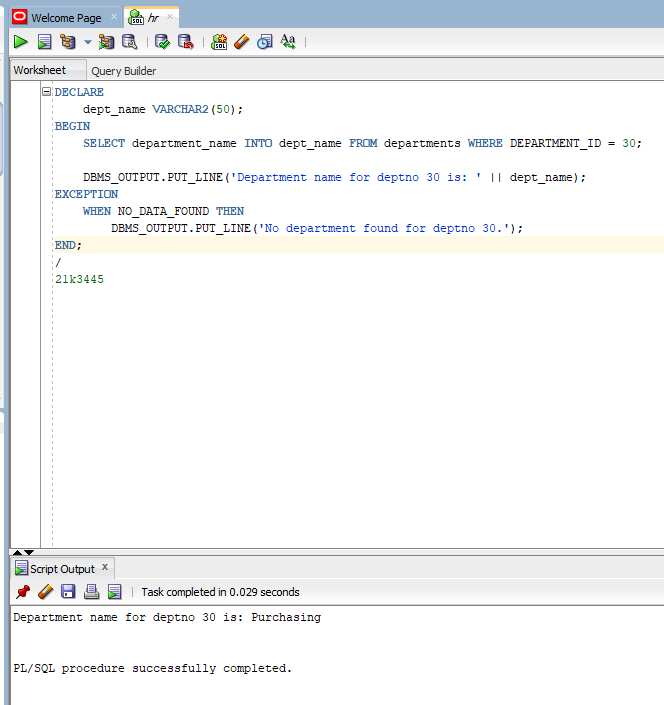 Welcome Page
hr
Worksheet
Query Builder
DECLARE
    dept_name VARCHAR2(50);
BEGIN
    SELECT department_name INTO dept_name FROM departments WHERE DEPARTMENT_ID = 30;
    DBMS_OUTPUT.PUT_LINE('Department name for deptno 30 is: ' || dept_name);
EXCEPTION
    WHEN NO_DATA_FOUND THEN
        DBMS_OUTPUT.PUT_LINE('No department found for deptno 30.');
END;
/
21k3445
Script Output
Task completed in 0.029 seconds
Department name for deptno 30 is: Purchasing
PL/SQL procedure successfully completed.